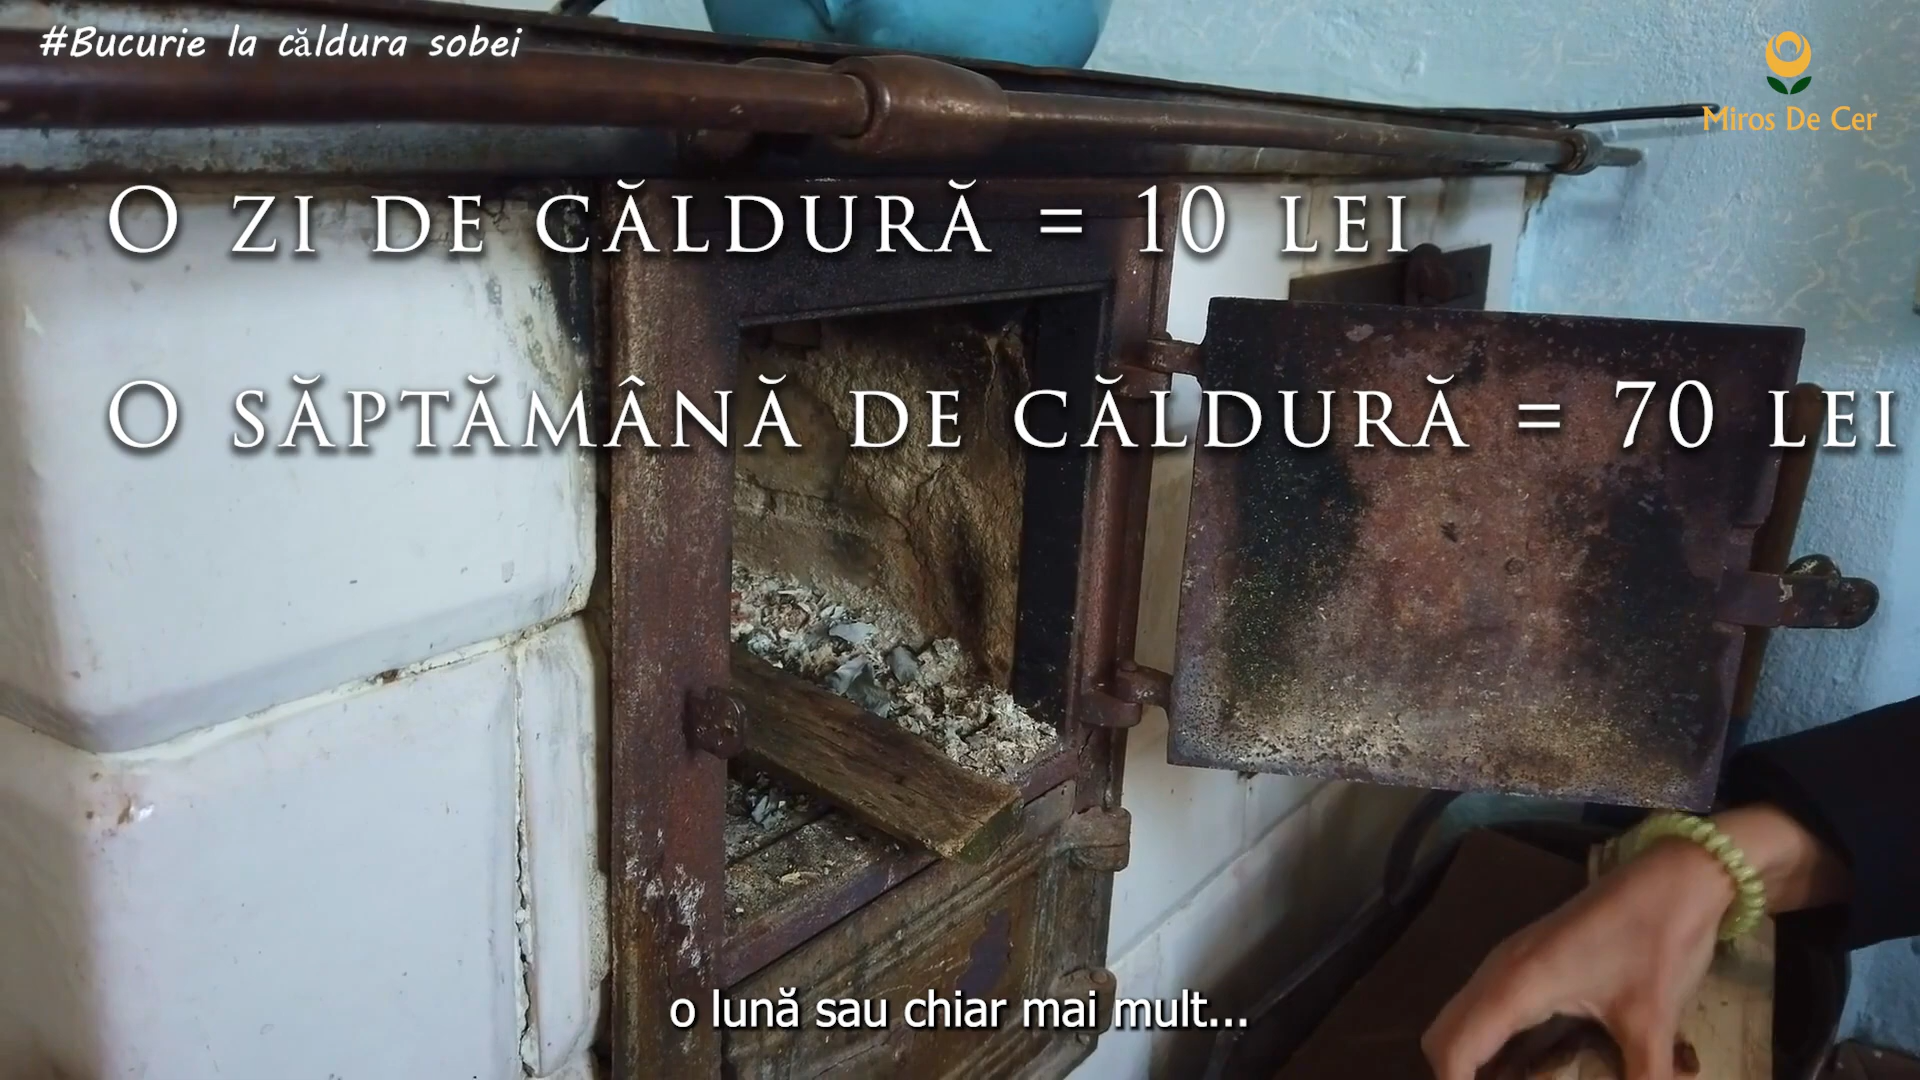 #Bucurie la căldura sobei
Miros De Cer
O ZI DE CĂLDURĂ = 10 LEI
O SĂPTĂMÂNĂ DE CĂLDURĂ = 70 LEI
o lună sau chiar mai mult...